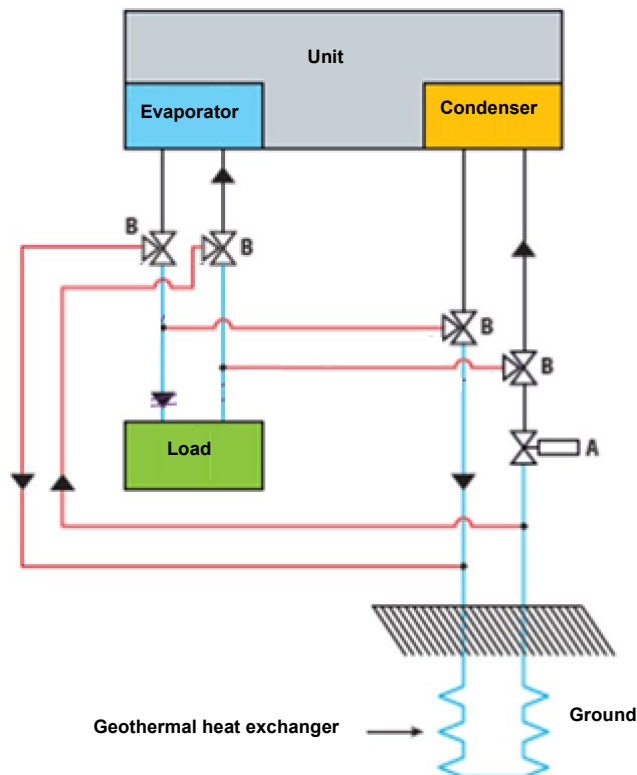 Unit
Evaporator
Condenser
B
B
B
B
Load
A
Geothermal heat exchanger
Ground